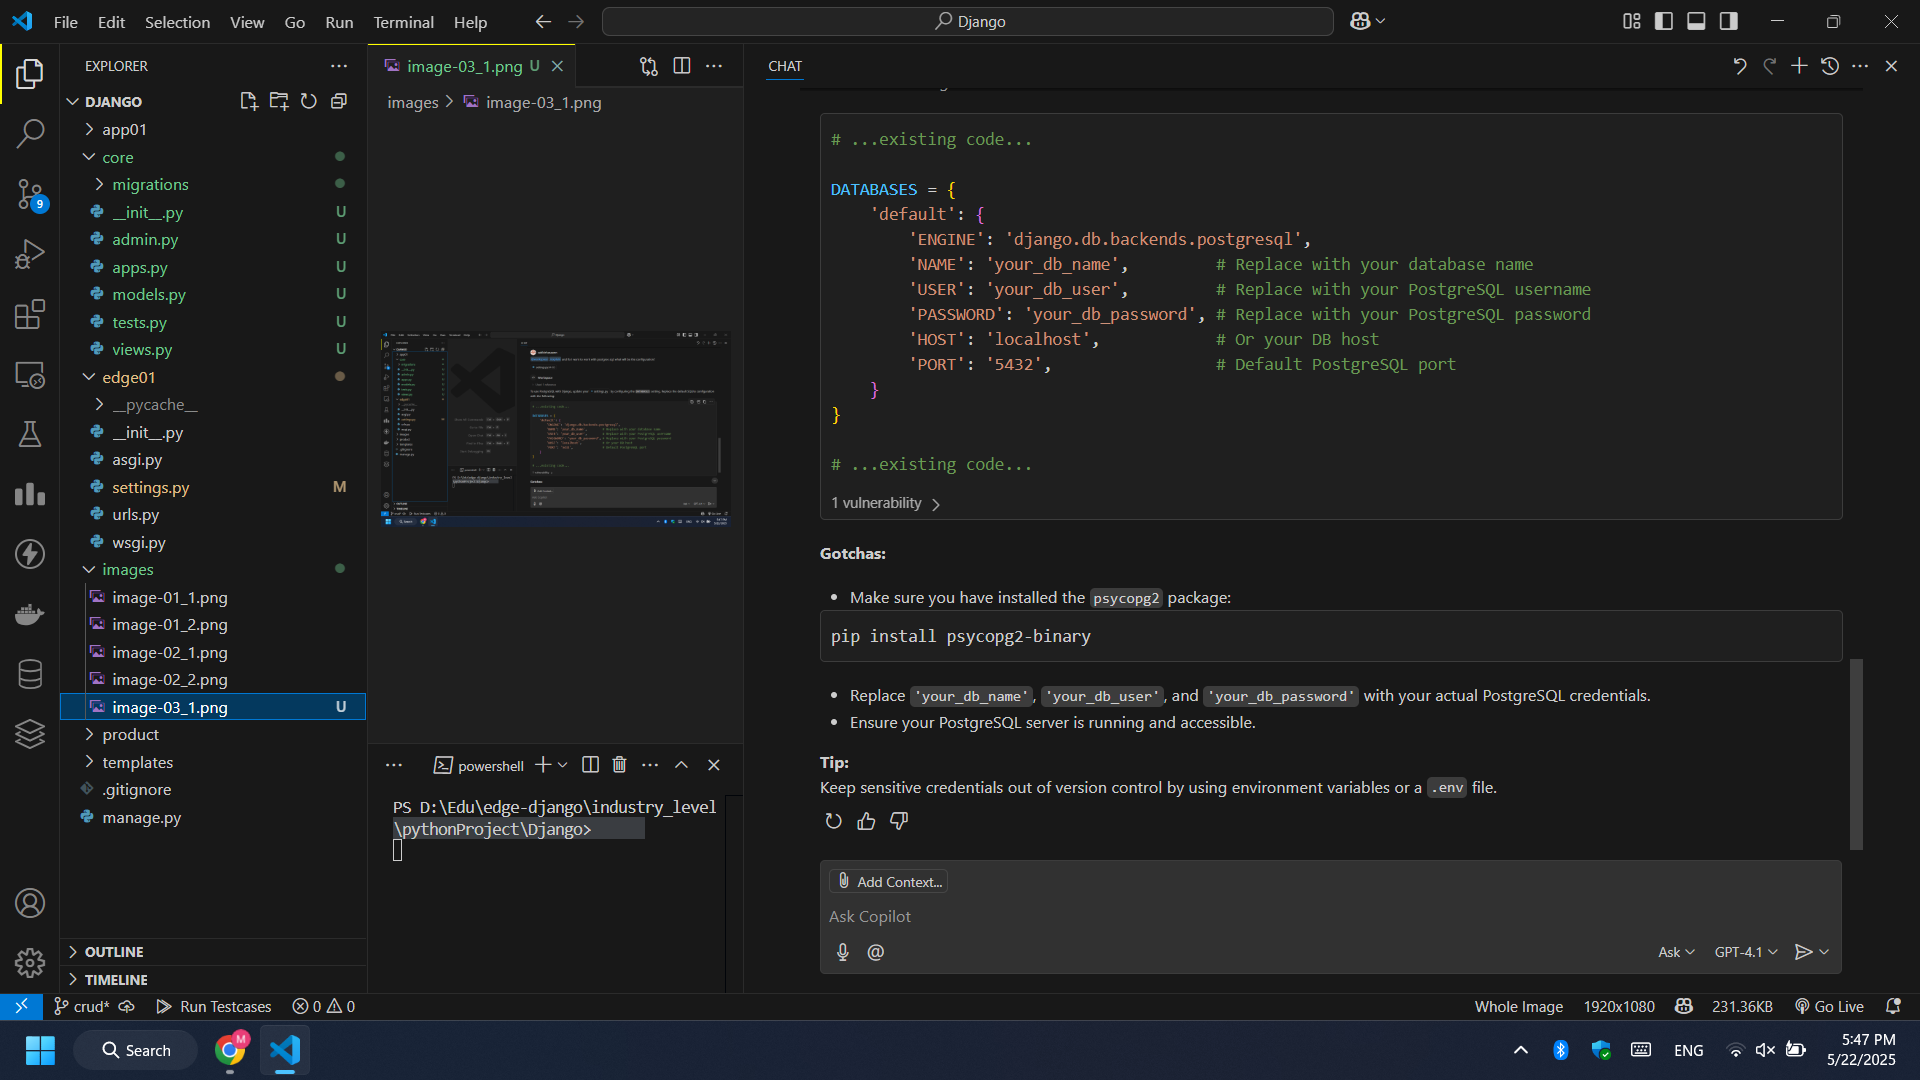 File Edit Selection View Go Run Terminal Help
Django
EXPLORER
DJANGO
app01
core
migrations
__init__.py U
admin.py U
apps.py U
models.py U
tests.py U
views.py U
edge01
__pycache__
__init__.py
asgi.py
settings.py M
urls.py
wsgi.py
images
image-01_1.png
image-01_2.png
image-02_1.png
image-02_2.png
image-03_1.png U
product
templates
.gitignore
manage.py
OUTLINE
TIMELINE
9
image-03_1.png U
images > image-03_1.png
powershell
PS D:\Edu\edge-django\industry_level
\pythonProject\Django>
CHAT
# ...existing code...
DATABASES = {
'default': {
'ENGINE': 'django.db.backends.postgresql',
'NAME': 'your_db_name', # Replace with your database name
'USER': 'your_db_user', # Replace with your PostgreSQL username
'PASSWORD': 'your_db_password', # Replace with your PostgreSQL password
'HOST': 'localhost', # Or your DB host
'PORT': '5432', # Default PostgreSQL port
}
}
# ...existing code...
1 vulnerability
Gotchas:
• Make sure you have installed the psycopg2 package:
pip install psycopg2-binary
• Replace 'your_db_name', 'your_db_user', and 'your_db_password' with your actual PostgreSQL credentials.
• Ensure your PostgreSQL server is running and accessible.
Tip:
Keep sensitive credentials out of version control by using environment variables or a .env file.
Add Context...
Ask Copilot
@ Ask GPT-4.1
crud* Run Testcases 0 0 Whole Image 1920x1080 231.36KB Go Live
Search M ENG 5:47 PM
5/22/2025